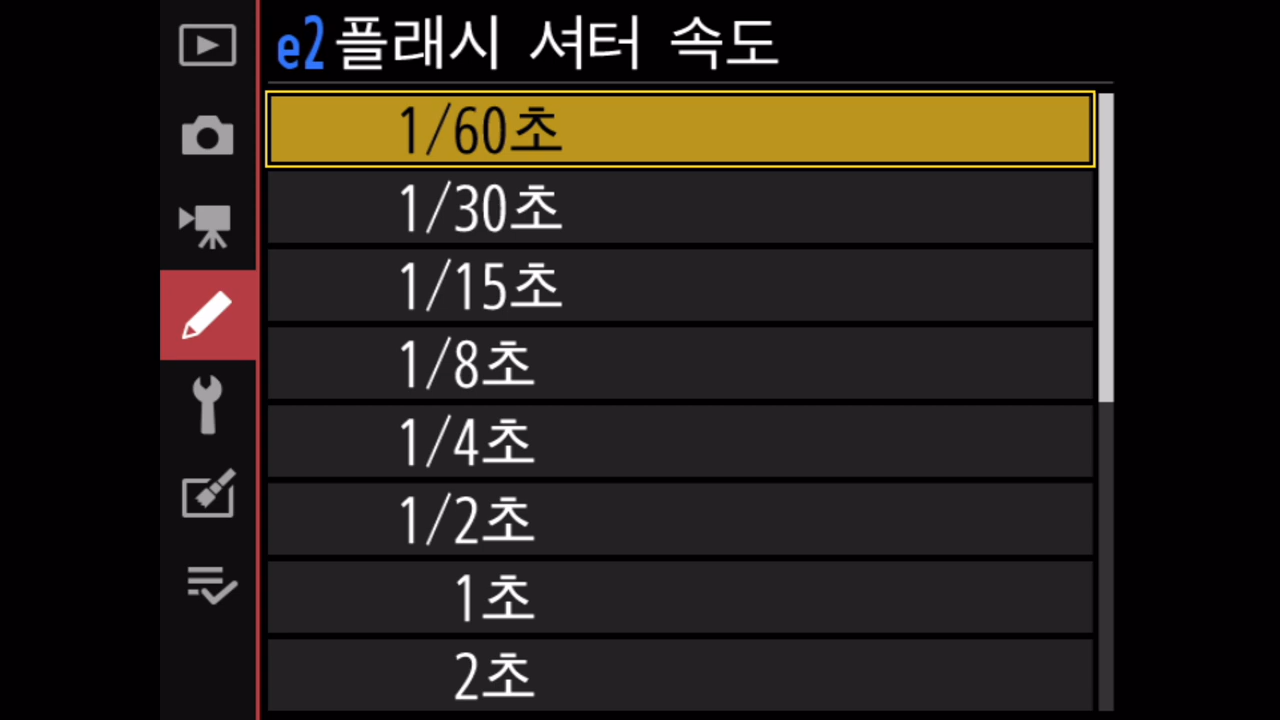 e2 플래시 셔터 속도
1/60초
1/30초
1/15초
1/8초
1/4초
1/2초
1초
2초